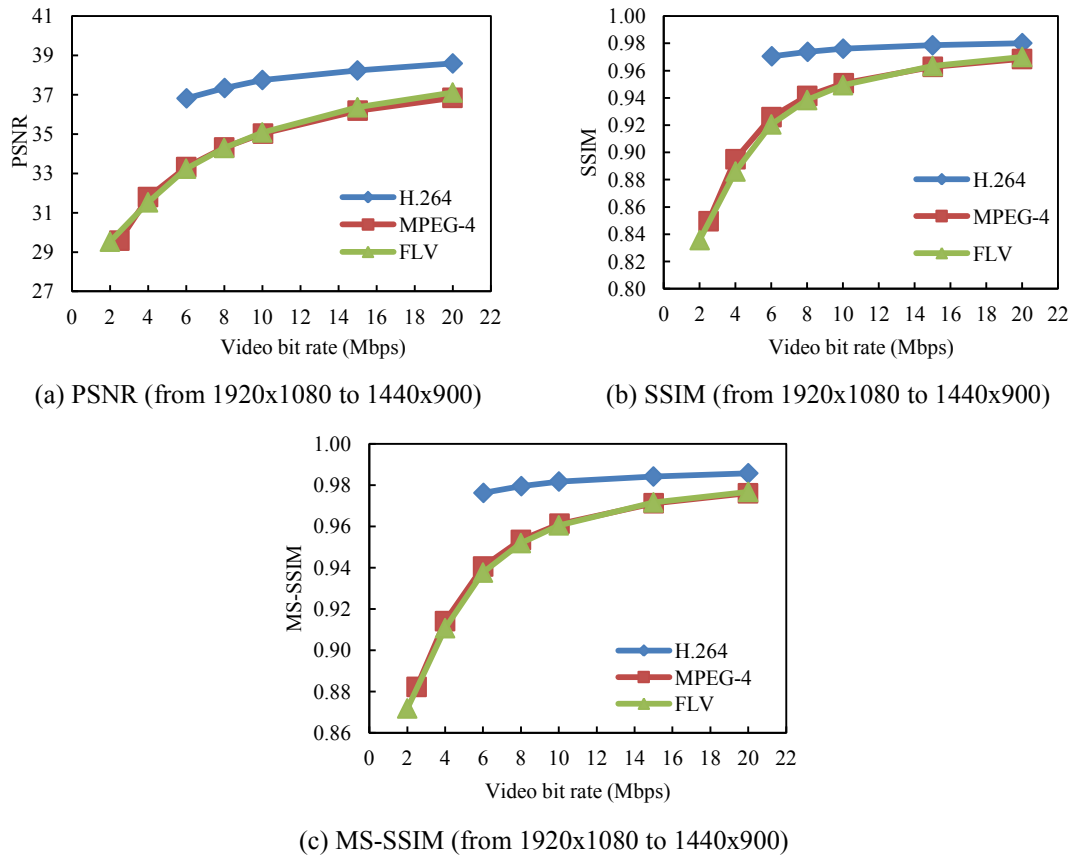 41
39
37
35
33
31
29
27
PSNR
H.264
MPEG-4
FLV
0 2 4 6 8 10 12 14 16 18 20 22
Video bit rate (Mbps)
(a) PSNR (from 1920x1080 to 1440x900)
1.00
0.98
0.96
0.94
0.92
0.90
0.88
0.86
0.84
0.82
0.80
SSIM
H.264
MPEG-4
FLV
0 2 4 6 8 10 12 14 16 18 20 22
Video bit rate (Mbps)
(b) SSIM (from 1920x1080 to 1440x900)
1.00
0.98
0.96
0.94
0.92
0.90
0.88
0.86
MS-SSIM
H.264
MPEG-4
FLV
0 2 4 6 8 10 12 14 16 18 20 22
Video bit rate (Mbps)
(c) MS-SSIM (from 1920x1080 to 1440x900)